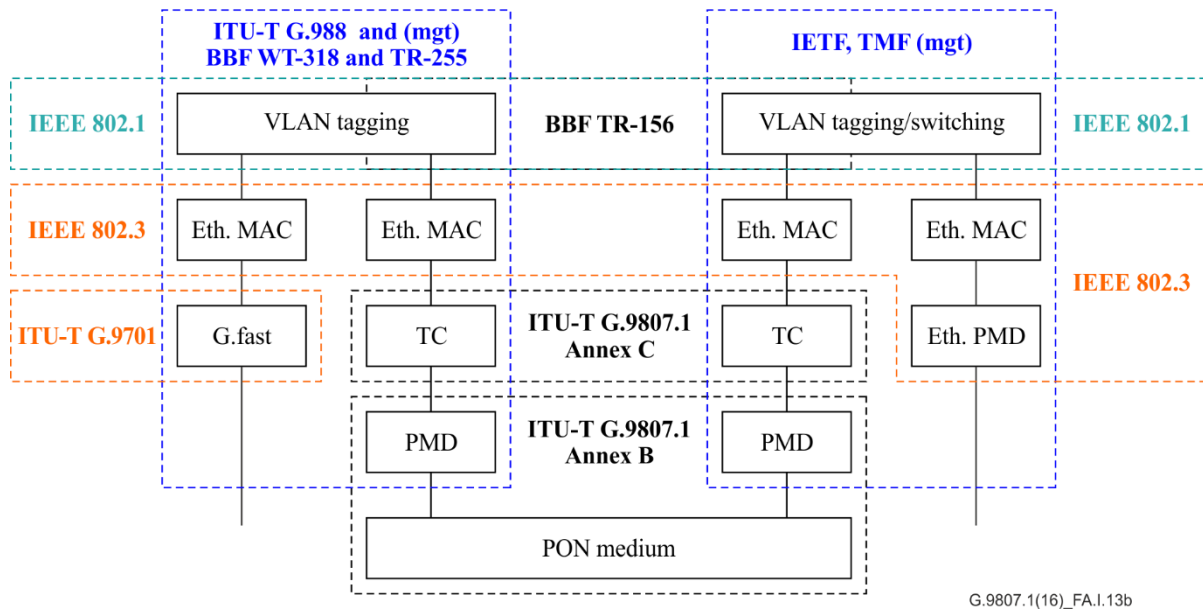 ITU-T G.988 and (mgt)
BBF WT-318 and TR-255
IETF, TMF (mgt)
IEEE 802.1
VLAN tagging
BBF TR-156
VLAN tagging/switching
IEEE 802.1
IEEE 802.3
Eth. MAC
Eth. MAC
Eth. MAC
Eth. MAC
IEEE 802.3
ITU-T G.9701
G.fast
TC
ITU-T G.9807.1
Annex C
TC
Eth. PMD
PMD
ITU-T G.9807.1
Annex B
PMD
PON medium
G.9807.1(16)_FA.I.13b